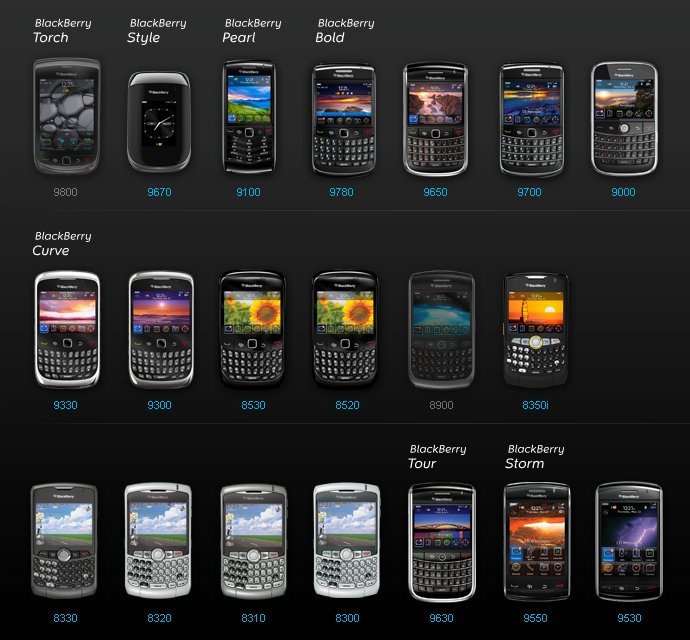 BlackBerry
Torch
BlackBerry
Style
BlackBerry
Pearl
BlackBerry
Bold
9800
9670
9100
9780
9650
9700
9000
BlackBerry
Curve
9330
9300
8530
8520
8900
8350i
BlackBerry
Tour
BlackBerry
Storm
8330
8320
8310
8300
9630
9550
9530